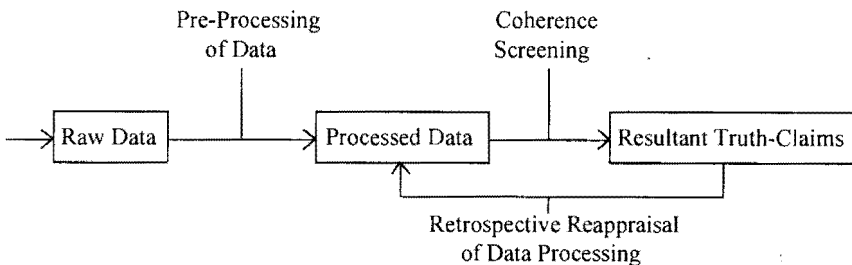 Pre-Processing
of Data
Coherence
Screening
Raw Data
Processed Data
Resultant Truth-Claims
Retrospective Reappraisal
of Data Processing